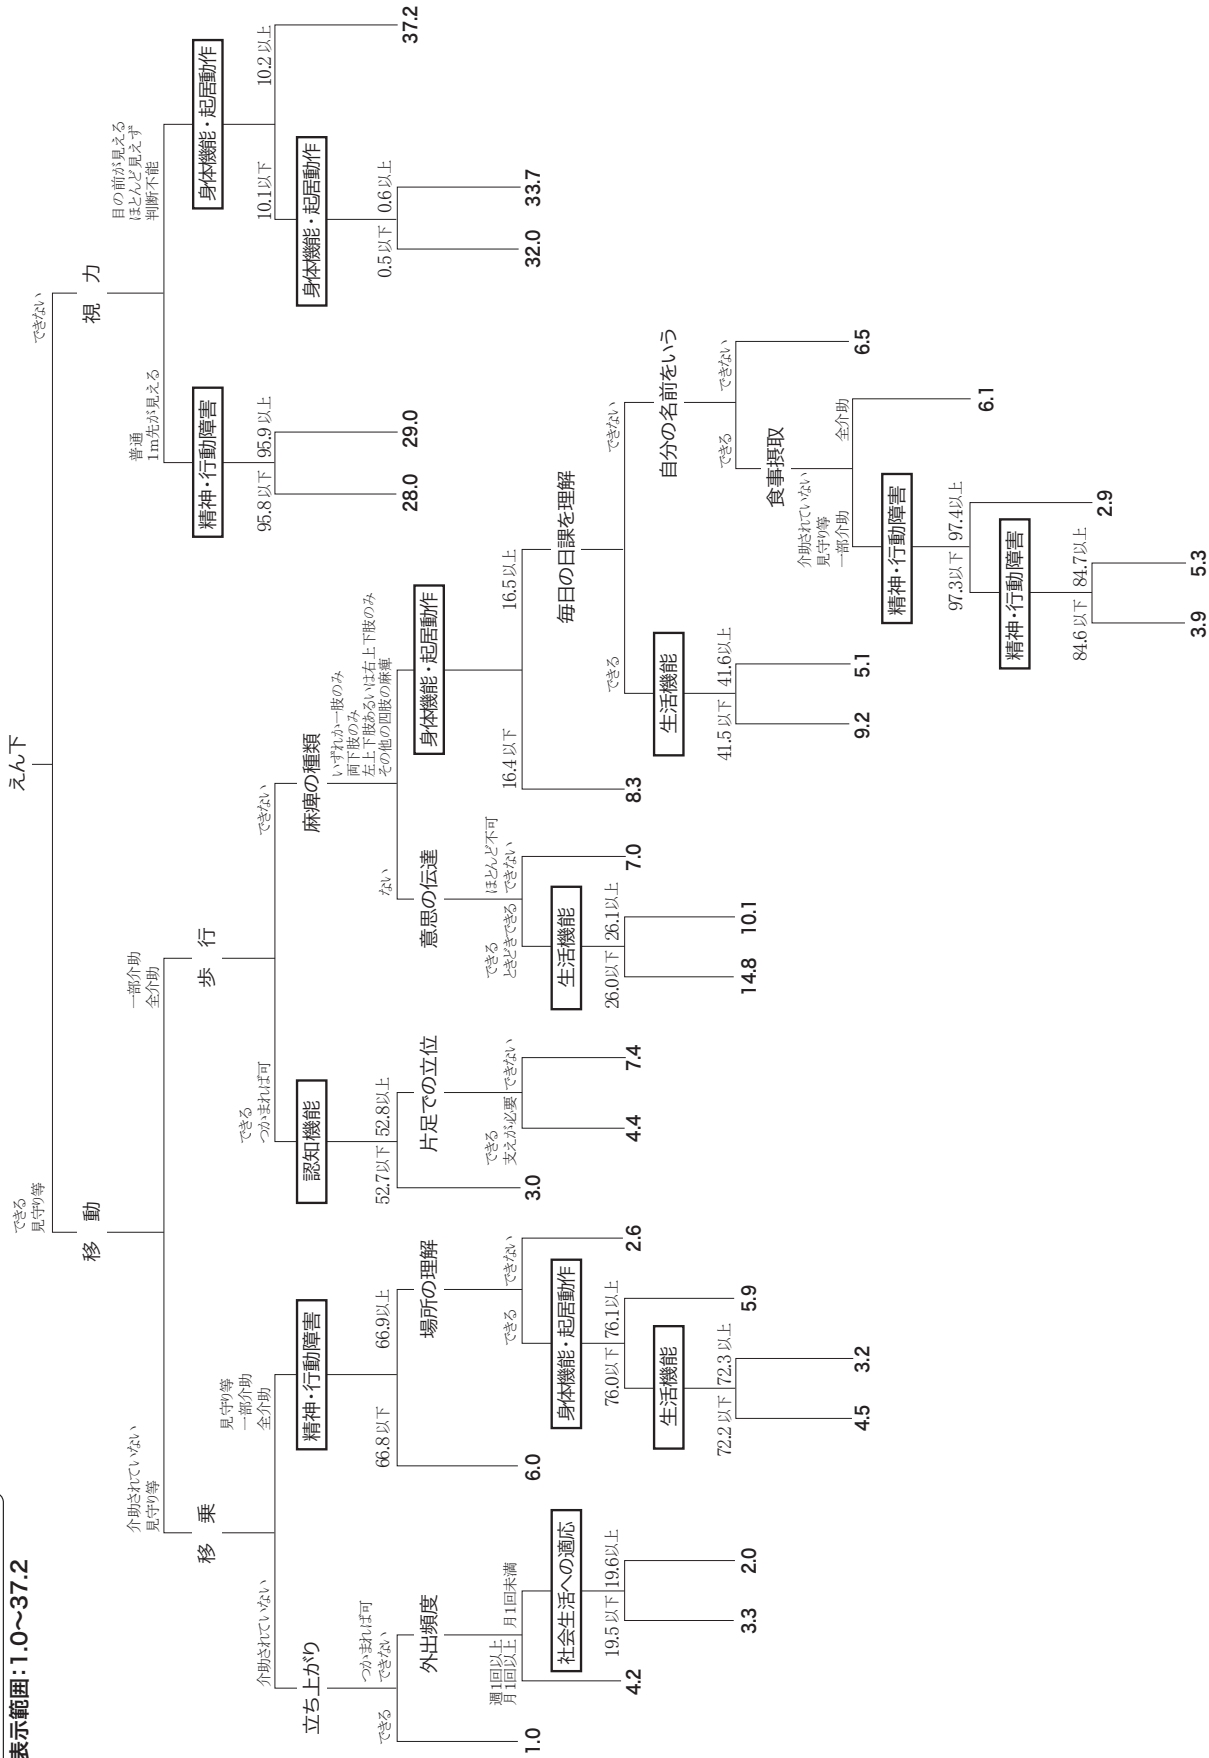 表示範囲:1.0〜37.2
えん下
できる
見守り等
できない
移動
視力
介助されていない
見守り等
一部介助
全介助
普通
1m先が見える
目の前が見える
ほとんど見えず
判断不能
移乗
歩行
精神・行動障害
身体機能・起居動作
介助されていない
見守り等
一部介助
全介助
できる
つかまれば可
できない
95.8以下
95.9以上
10.1以下
10.2以上
立ち上がり
精神・行動障害
認知機能
麻痺の種類
28.0
29.0
身体機能・起居動作
37.2
できる
つかまれば可
できない
66.8以下
66.9以上
52.7以下
52.8以上
ない
いずれか一肢のみ
両下肢のみ
左上下肢あるいは右上下肢のみ
その他の四肢の麻痺
0.5以下
0.6以上
1.0
外出頻度
6.0
場所の理解
3.0
片足での立位
意思の伝達
身体機能・起居動作
32.0
33.7
週1回以上
月1回以上
月1回未満
できる
できない
できる
支えが必要
できない
できる
ときどきできる
ほとんど不可
できない
16.4以下
16.5以上
4.2
社会生活への適応
身体機能・起居動作
2.6
4.4
7.4
生活機能
7.0
8.3
毎日の日課を理解
19.5以下
19.6以上
76.0以下
76.1以上
26.0以下
26.1以上
できる
できない
3.3
2.0
生活機能
5.9
14.8
10.1
生活機能
自分の名前をいう
72.2以下
72.3以上
41.5以下
41.6以上
できる
できない
4.5
3.2
9.2
5.1
食事摂取
6.5
介助されていない
見守り等
一部介助
全介助
精神・行動障害
6.1
97.3以下
97.4以上
精神・行動障害
2.9
84.6以下
84.7以上
3.9
5.3